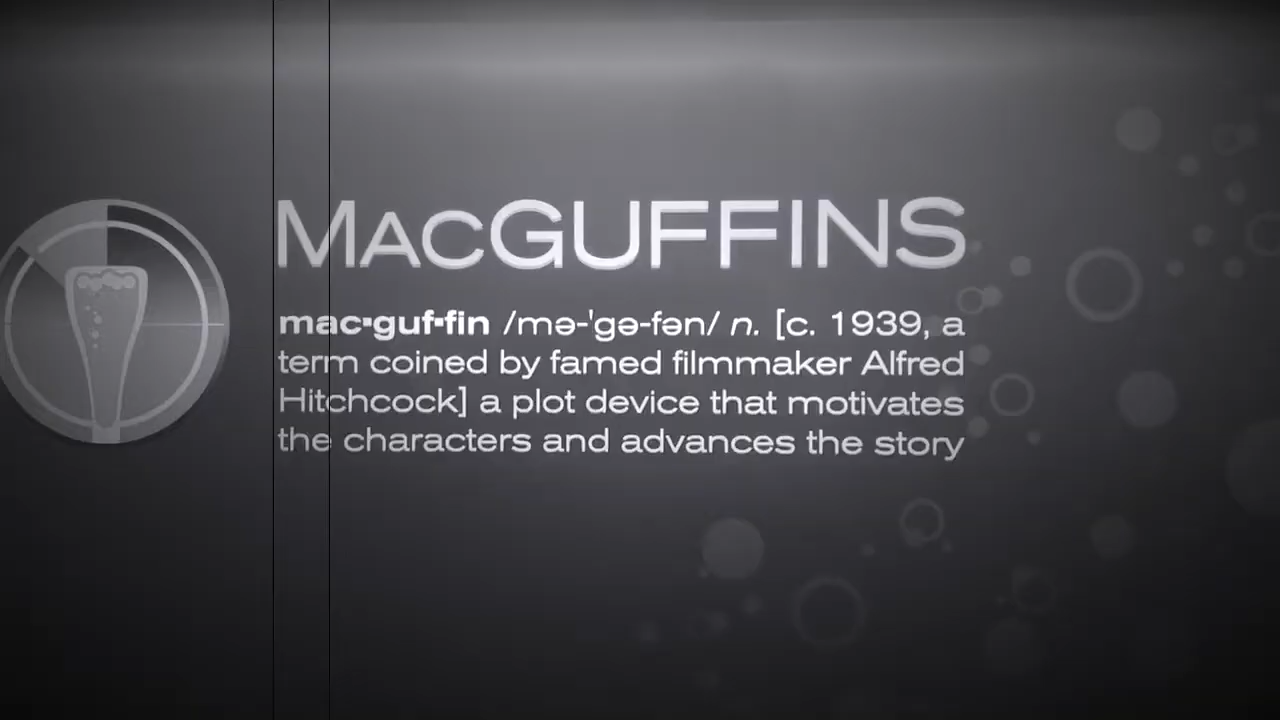 MACGUFFINS
mac▪guf▪fin /mə-'gə-fən/ n. [c. 1939, a
term coined by famed filmmaker Alfred
Hitchcock] a plot device that motivates
the characters and advances the story